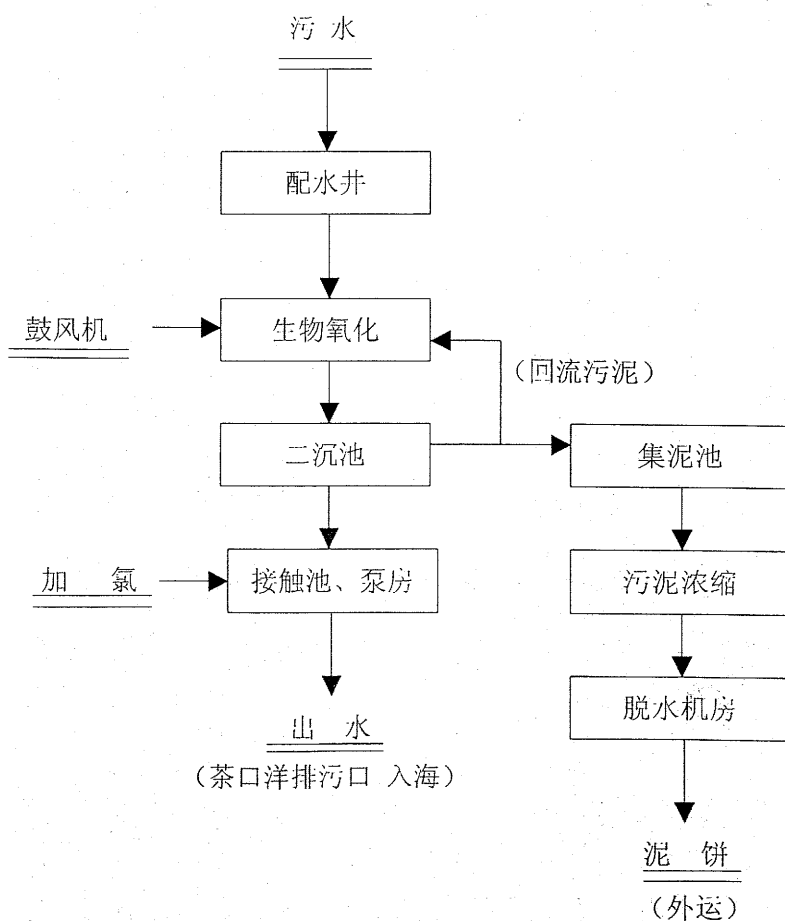 污 水
配水井
鼓风机
生物氧化
(回流污泥)
二沉池
集泥池
加 氯
接触池、泵房
污泥浓缩
脱水机房
出 水
(茶口洋排污口 入海)
泥 饼
(外运)